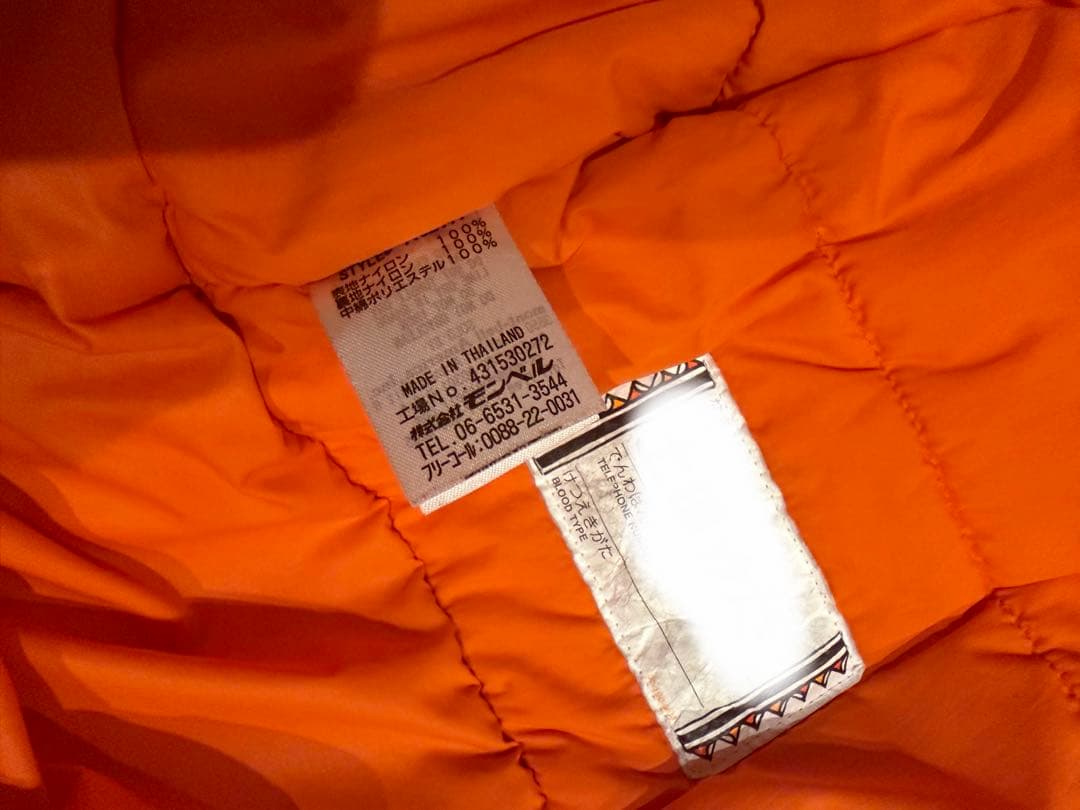 STYLE
表地ナイロン 100%
裏地ナイロン 100%
中綿ポリエステル 100%
MADE IN THAILAND
工場No. 431530272
株式会社 モンベル
TEL. 06-6531-3544
フリーコール:0088-22-0031
でんわば
TELEPHONE N
けつえきがた
BLOOD TYPE